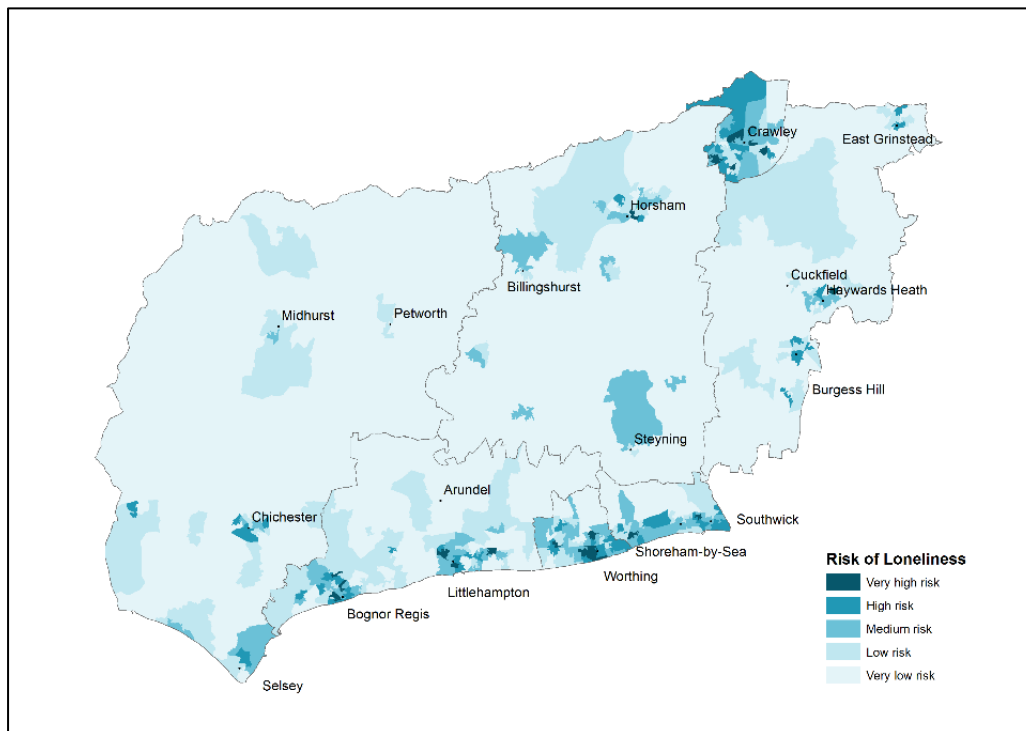 Crawley
East Grinstead
Horsham
Cuckfield
Haywards Heath
Billingshurst
Midhurst
Petworth
Burgess Hill
Steyning
Arundel
Chichester
Southwick
Shoreham-by-Sea
Worthing
Littlehampton
Bognor Regis
Selsey
Risk of Loneliness
Very high risk
High risk
Medium risk
Low risk
Very low risk